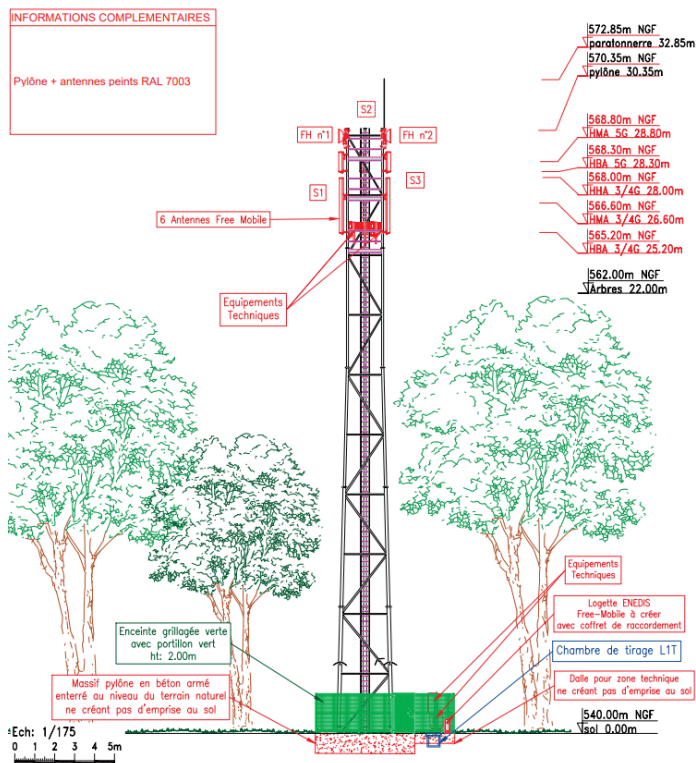 INFORMATIONS COMPLEMENTAIRES
Pylône + antennes peints RAL 7003
572.85m NGF
paratonnerre 32.85m
570.35m NGF
pylône 30.35m
568.80m NGF
HMA 5G 28.80m
568.30m NGF
HBA 5G 28.30m
568.00m NGF
HHA 3/4G 28.00m
566.60m NGF
HMA 3/4G 26.60m
565.20m NGF
HBA 3/4G 25.20m
562.00m NGF
Arbres 22.00m
S2
FH n°1
FH n°2
S1
S3
6 Antennes Free Mobile
Equipements
Techniques
Equipements
Techniques
Logette ENEDIS
Free-Mobile à créer
avec coffret de raccordement
Enceinte grillagée verte
avec portillon vert
ht: 2.00m
Chambre de tirage L1T
Massif pylône en béton armé
enterré au niveau du terrain naturel
ne créant pas d'emprise au sol
Dalle pour zone technique
ne créant pas d'emprise au sol
540.00m NGF
sol 0.00m
Ech: 1/175
0 1 2 3 4 5m